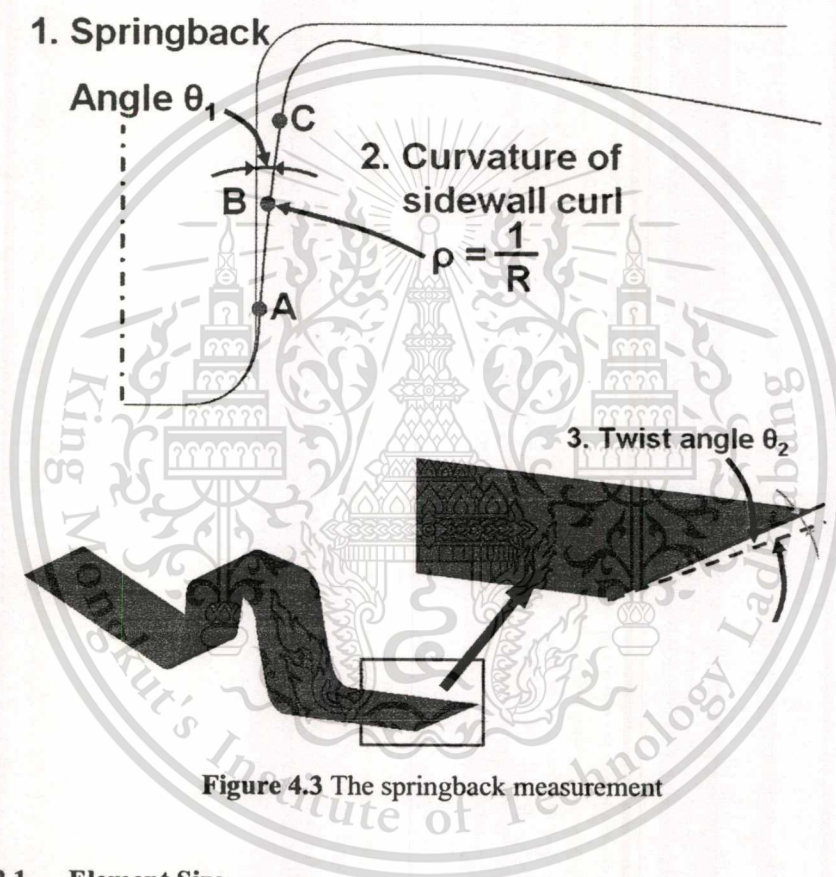 1. Springback
Angle θ1
C
2. Curvature of
sidewall curl
B
ρ = 1/R
A
3. Twist angle θ2
King Mongkut's Institute of Technology Ladkrabang
Figure 4.3 The springback measurement
Element Size